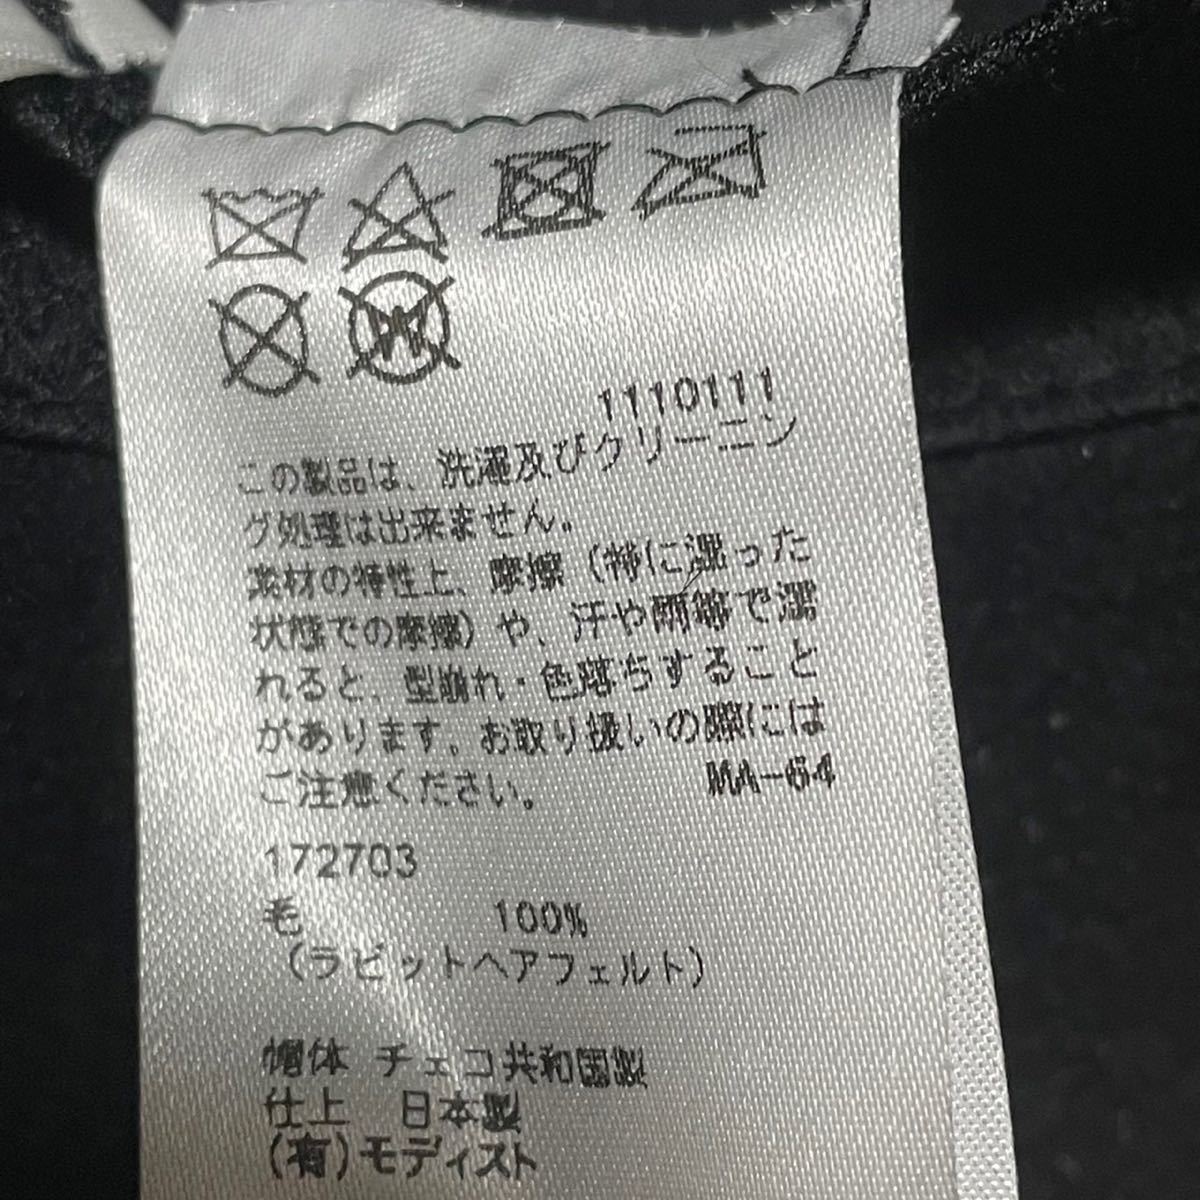 1110111
この製品は、洗濯及びクリーニン
グ処理は出来ません。
素材の特性上、摩擦（特に湿った
状態での摩擦）や、汗や雨等で濡
れると、型崩れ・色落ちすること
があります。お取り扱いの際には
ご注意ください。 MA-64
172703
毛 100%
（ラビットヘアフェルト）
帽体 チェコ共和国製
仕上 日本製
(有)モディスト